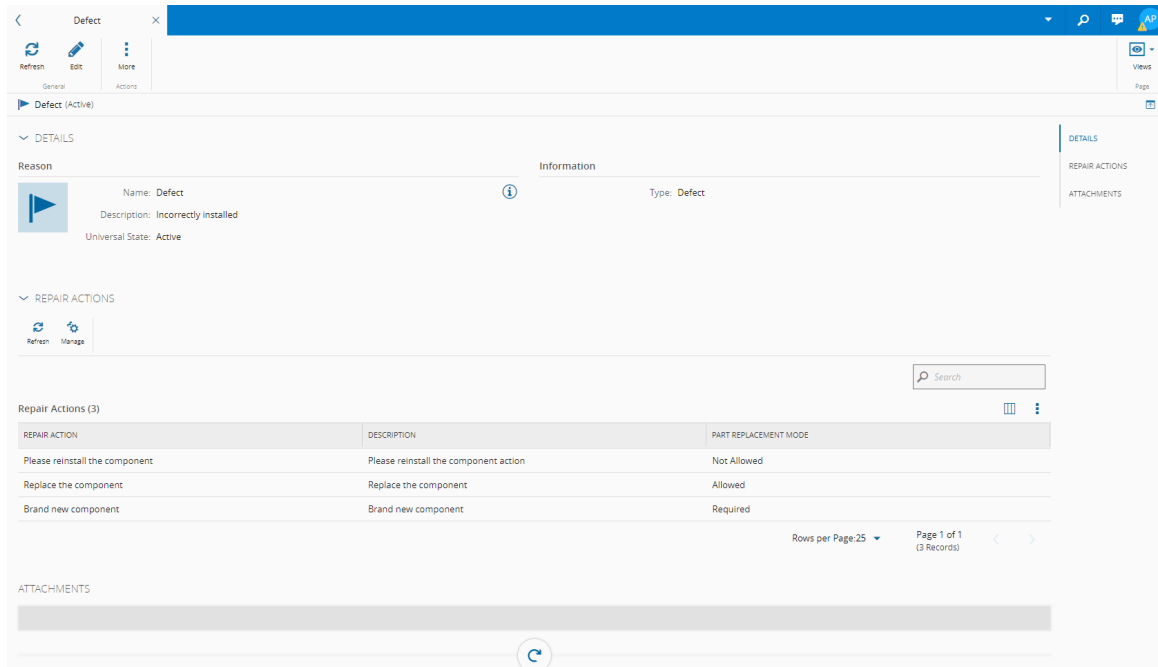 Defect
AP
Refresh Edit More Views
General Actions Page
Defect (Active)
DETAILS
DETAILS
REPAIR ACTIONS
ATTACHMENTS
Reason Information
Name: Defect Type: Defect
Description: Incorrectly installed
Universal State: Active
REPAIR ACTIONS
Refresh Manage
Search
Repair Actions (3)
REPAIR ACTION DESCRIPTION PART REPLACEMENT MODE
Please reinstall the component Please reinstall the component action Not Allowed
Replace the component Replace the component Allowed
Brand new component Brand new component Required
Rows per Page:25 Page 1 of 1
(3 Records)
ATTACHMENTS